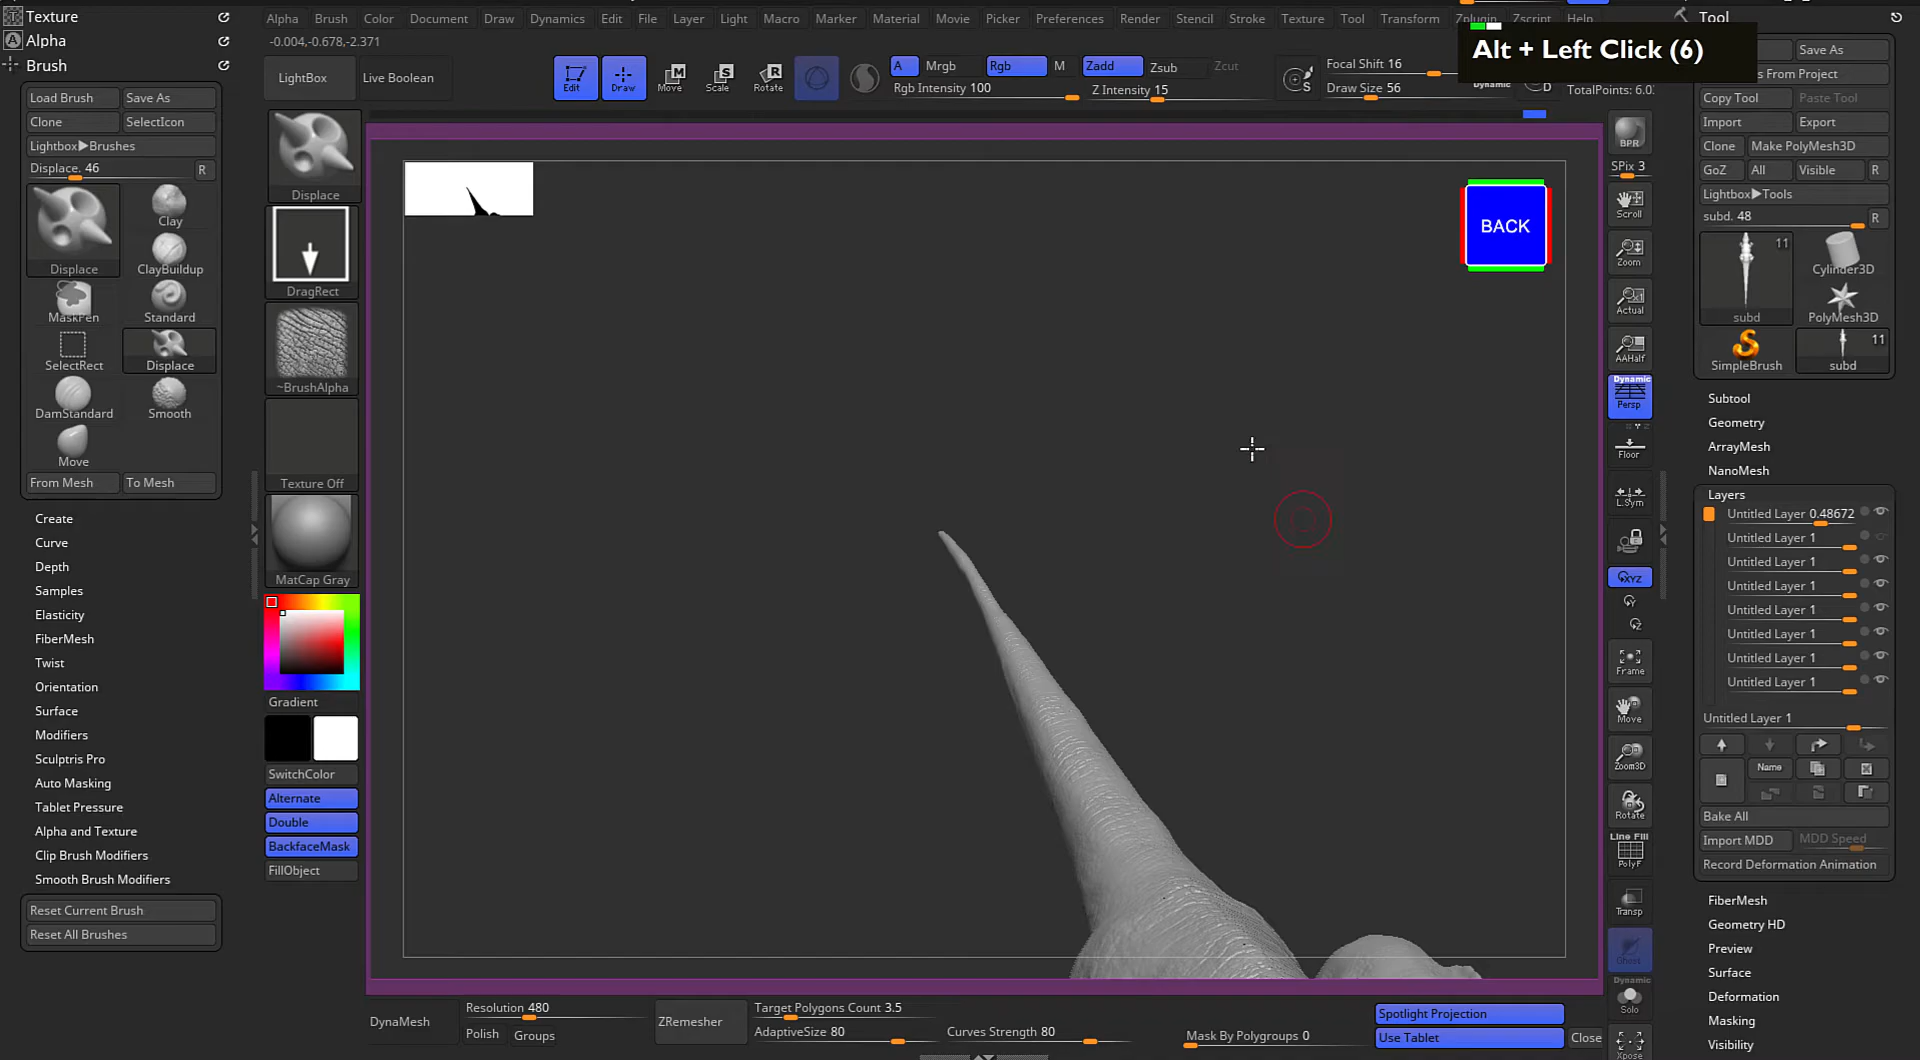 Texture
Alpha
Brush
Alpha Brush Color Document Draw Dynamics Edit File Layer Light Macro Marker Material Movie Picker Preferences Render Stencil Stroke Texture Tool Transform Zplugin Zscript Help
Tool
-0.004,-0.678,-2.371
Alt + Left Click (6)
LightBox
Live Boolean
Edit
Draw
Move
Scale
Rotate
A
Mrgb
Rgb
M
Zadd
Zsub
Zcut
Rgb Intensity 100
Z Intensity 15
Focal Shift 16
Draw Size 56
Dynamic
S
D
TotalPoints: 6.0
Load Brush
Save As
Clone
SelectIcon
Lightbox▶Brushes
Displace. 46
R
Displace
Clay
ClayBuildup
MaskPen
Standard
SelectRect
Displace
DamStandard
Smooth
Move
From Mesh
To Mesh
Create
Curve
Depth
Samples
Elasticity
FiberMesh
Twist
Orientation
Surface
Modifiers
Sculptris Pro
Auto Masking
Tablet Pressure
Alpha and Texture
Clip Brush Modifiers
Smooth Brush Modifiers
Reset Current Brush
Reset All Brushes
Displace
DragRect
~BrushAlpha
Texture Off
MatCap Gray
Gradient
SwitchColor
Alternate
Double
BackfaceMask
FillObject
BACK
BPR
SPix 3
Scroll
Zoom
Actual
AAHalf
Dynamic
Persp
Floor
L.Sym
XYZ
Y
Z
Frame
Move
Zoom3D
Rotate
Line Fill
PolyF
Transp
Ghost
Dynamic
Solo
Xpose
Save As
s From Project
Copy Tool
Paste Tool
Import
Export
Clone
Make PolyMesh3D
GoZ
All
Visible
R
Lightbox▶Tools
subd. 48
R
11
subd
Cylinder3D
PolyMesh3D
SimpleBrush
11
subd
Subtool
Geometry
ArrayMesh
NanoMesh
Layers
Untitled Layer 0.48672
Untitled Layer 1
Untitled Layer 1
Untitled Layer 1
Untitled Layer 1
Untitled Layer 1
Untitled Layer 1
Untitled Layer 1
Untitled Layer 1
Name
Bake All
Import MDD
MDD Speed
Record Deformation Animation
FiberMesh
Geometry HD
Preview
Surface
Deformation
Masking
Visibility
DynaMesh
Resolution 480
Polish
Groups
ZRemesher
Target Polygons Count 3.5
AdaptiveSize 80
Curves Strength 80
Mask By Polygroups 0
Spotlight Projection
Use Tablet
Close